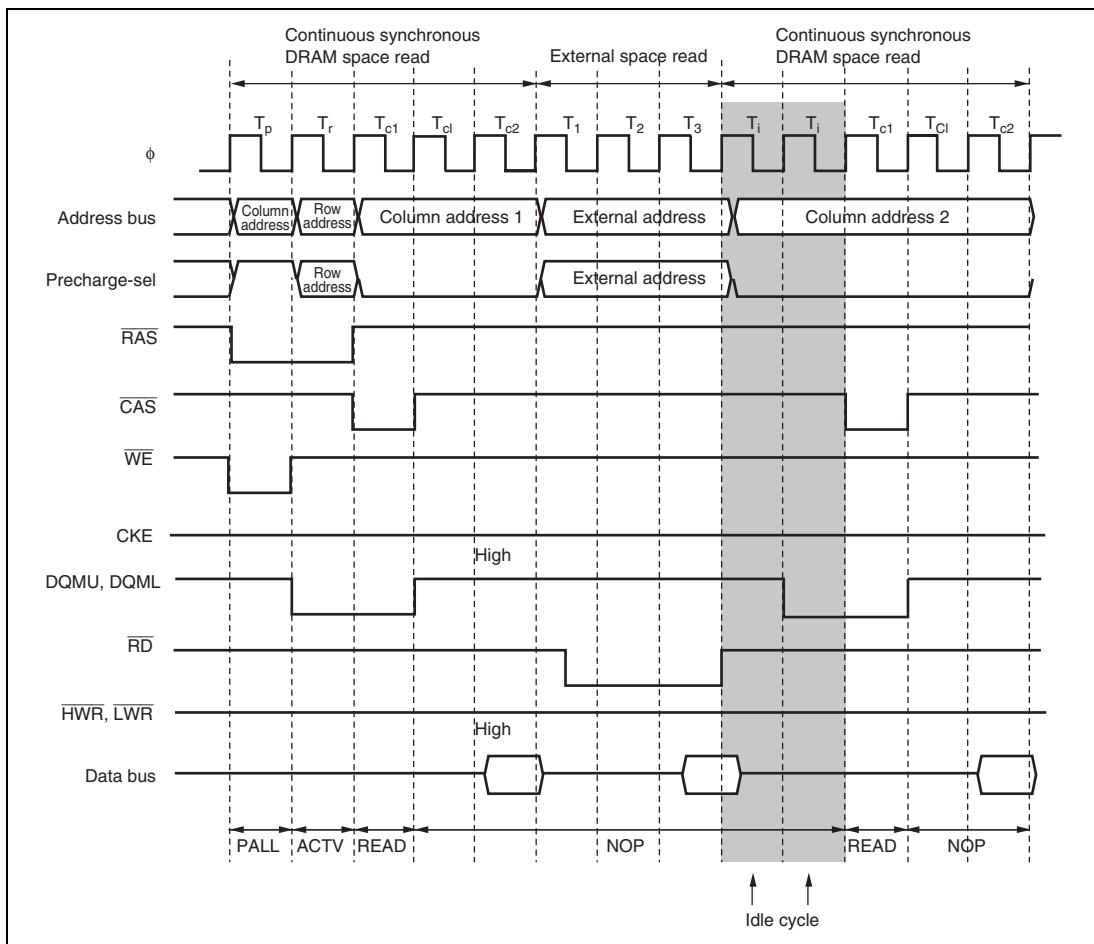 Continuous synchronous
DRAM space read
External space read
Continuous synchronous
DRAM space read
Tp Tr Tc1 Tcl Tc2 T1 T2 T3 Ti Ti Tc1 TCl Tc2
ϕ
Address bus
Column address
Row address
Column address 1
External address
Column address 2
Precharge-sel
Row address
External address
RAS
CAS
WE
CKE
High
DQMU, DQML
RD
HWR, LWR
High
Data bus
PALL ACTV READ NOP READ NOP
Idle cycle